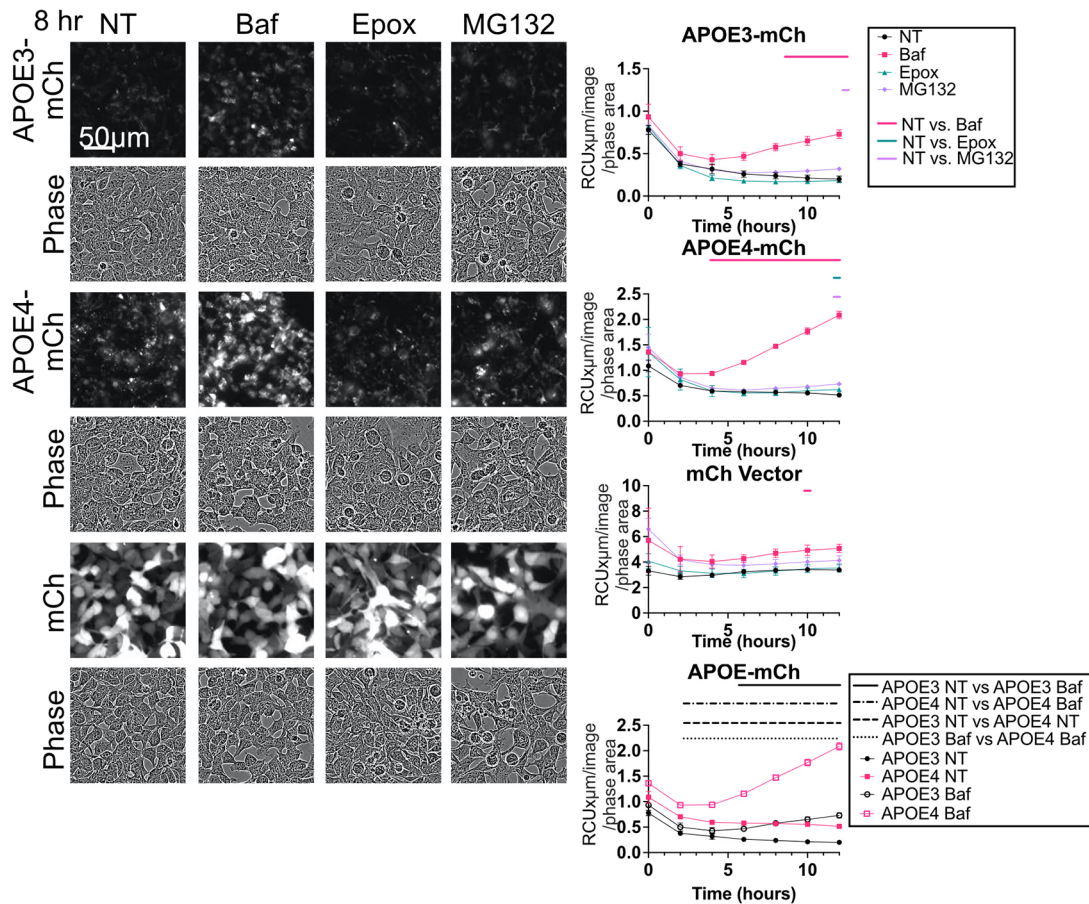 8 hr NT Baf Epox MG132
APOE3-
mCh
50μm
Phase
APOE4-
mCh
Phase
mCh
Phase
APOE3-mCh
RCUxμm/image
/phase area
1.5
1.0
0.5
0.0
0 5 10
Time (hours)
NT
Baf
Epox
MG132
NT vs. Baf
NT vs. Epox
NT vs. MG132
APOE4-mCh
RCUxμm/image
/phase area
2.5
2.0
1.5
1.0
0.5
0.0
0 5 10
Time (hours)
mCh Vector
RCUxμm/image
/phase area
10
8
6
4
2
0
0 5 10
Time (hours)
APOE-mCh
RCUxμm/image
/phase area
2.5
2.0
1.5
1.0
0.5
0.0
0 5 10
Time (hours)
APOE3 NT vs APOE3 Baf
APOE4 NT vs APOE4 Baf
APOE3 NT vs APOE4 NT
APOE3 Baf vs APOE4 Baf
APOE3 NT
APOE4 NT
APOE3 Baf
APOE4 Baf